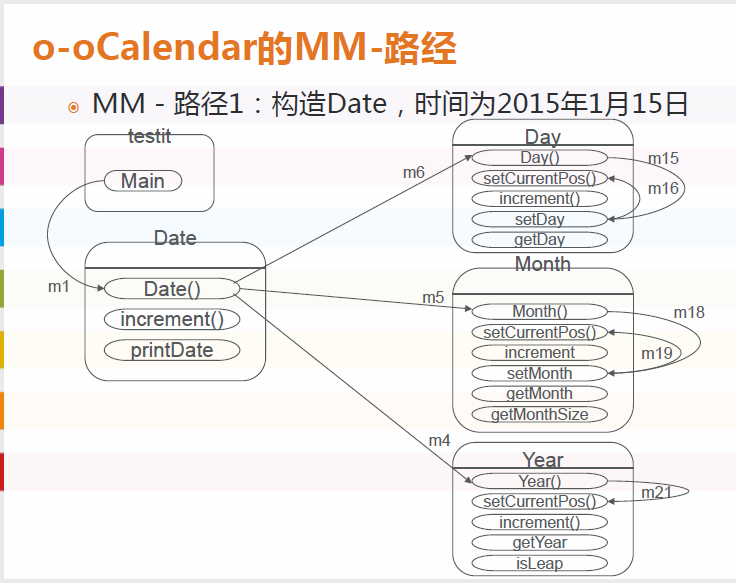 o-oCalendar的MM-路经
MM - 路径1：构造Date，时间为2015年1月15日
testit
Main
m1
Date
Date()
increment()
printDate
m6
m5
m4
Day
Day()
setCurrentPos()
increment()
setDay
getDay
m15
m16
Month
Month()
setCurrentPos()
increment
setMonth
getMonth
getMonthSize
m18
m19
Year
Year()
setCurrentPos()
increment()
getYear
isLeap
m21